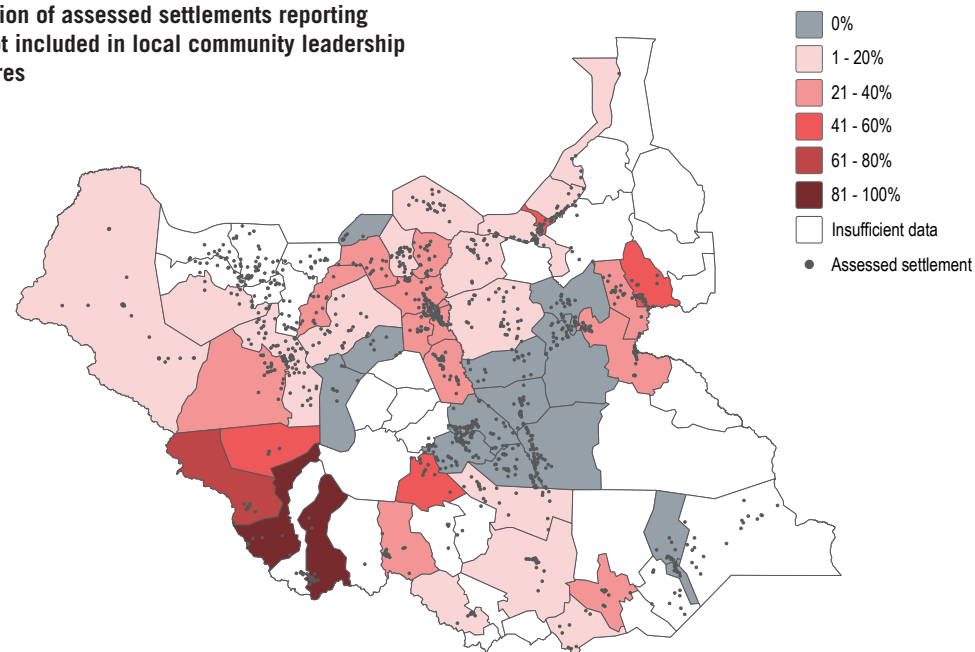 ion of assessed settlements reporting
t included in local community leadership
res
0%
1 - 20%
21 - 40%
41 - 60%
61 - 80%
81 - 100%
Insufficient data
Assessed settlement